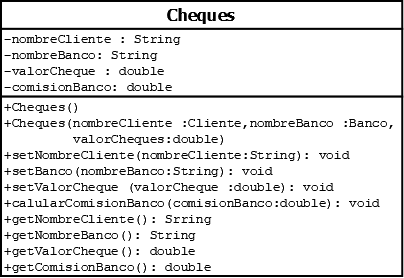 Cheques
-nombreCliente : String
-nombreBanco: String
-valorCheque : double
-comisionBanco: double
+Cheques()
+Cheques(nombreCliente :Cliente,nombreBanco :Banco,
valorCheques:double)
+setNombreCliente(nombreCliente:String): void
+setBanco(nombreBanco:String): void
+setValorCheque (valorCheque :double): void
+calularComisionBanco(comisionBanco:double): void
+getNombreCliente(): Srring
+getNombreBanco(): String
+getValorCheque(): double
+getComisionBanco(): double